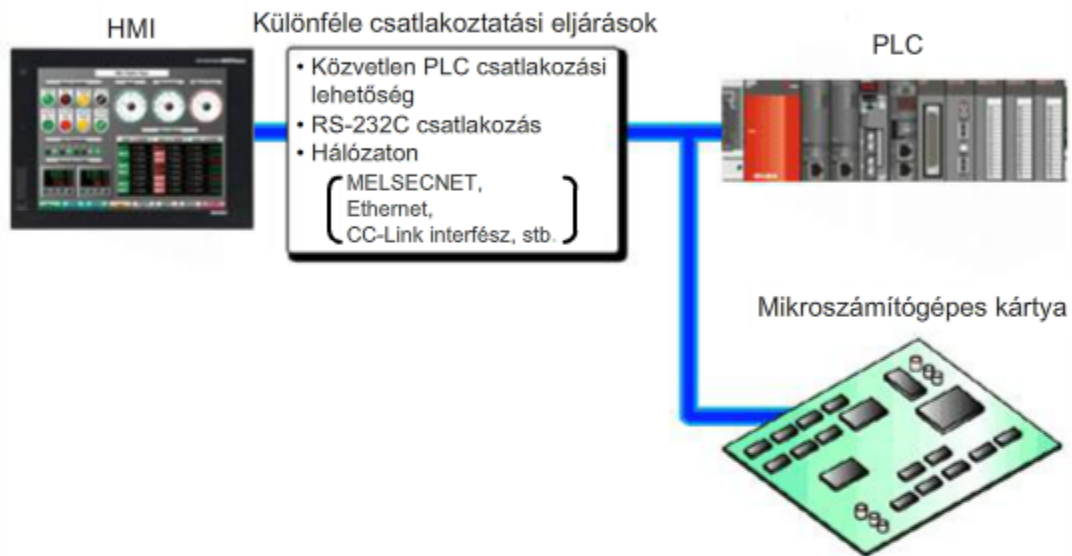 HMI
Különféle csatlakoztatási eljárások
PLC
• Közvetlen PLC csatlakozási
lehetőség
• RS-232C csatlakozás
• Hálózaton
MELSECNET,
Ethernet,
CC-Link interfész, stb.
Mikroszámítógépes kártya